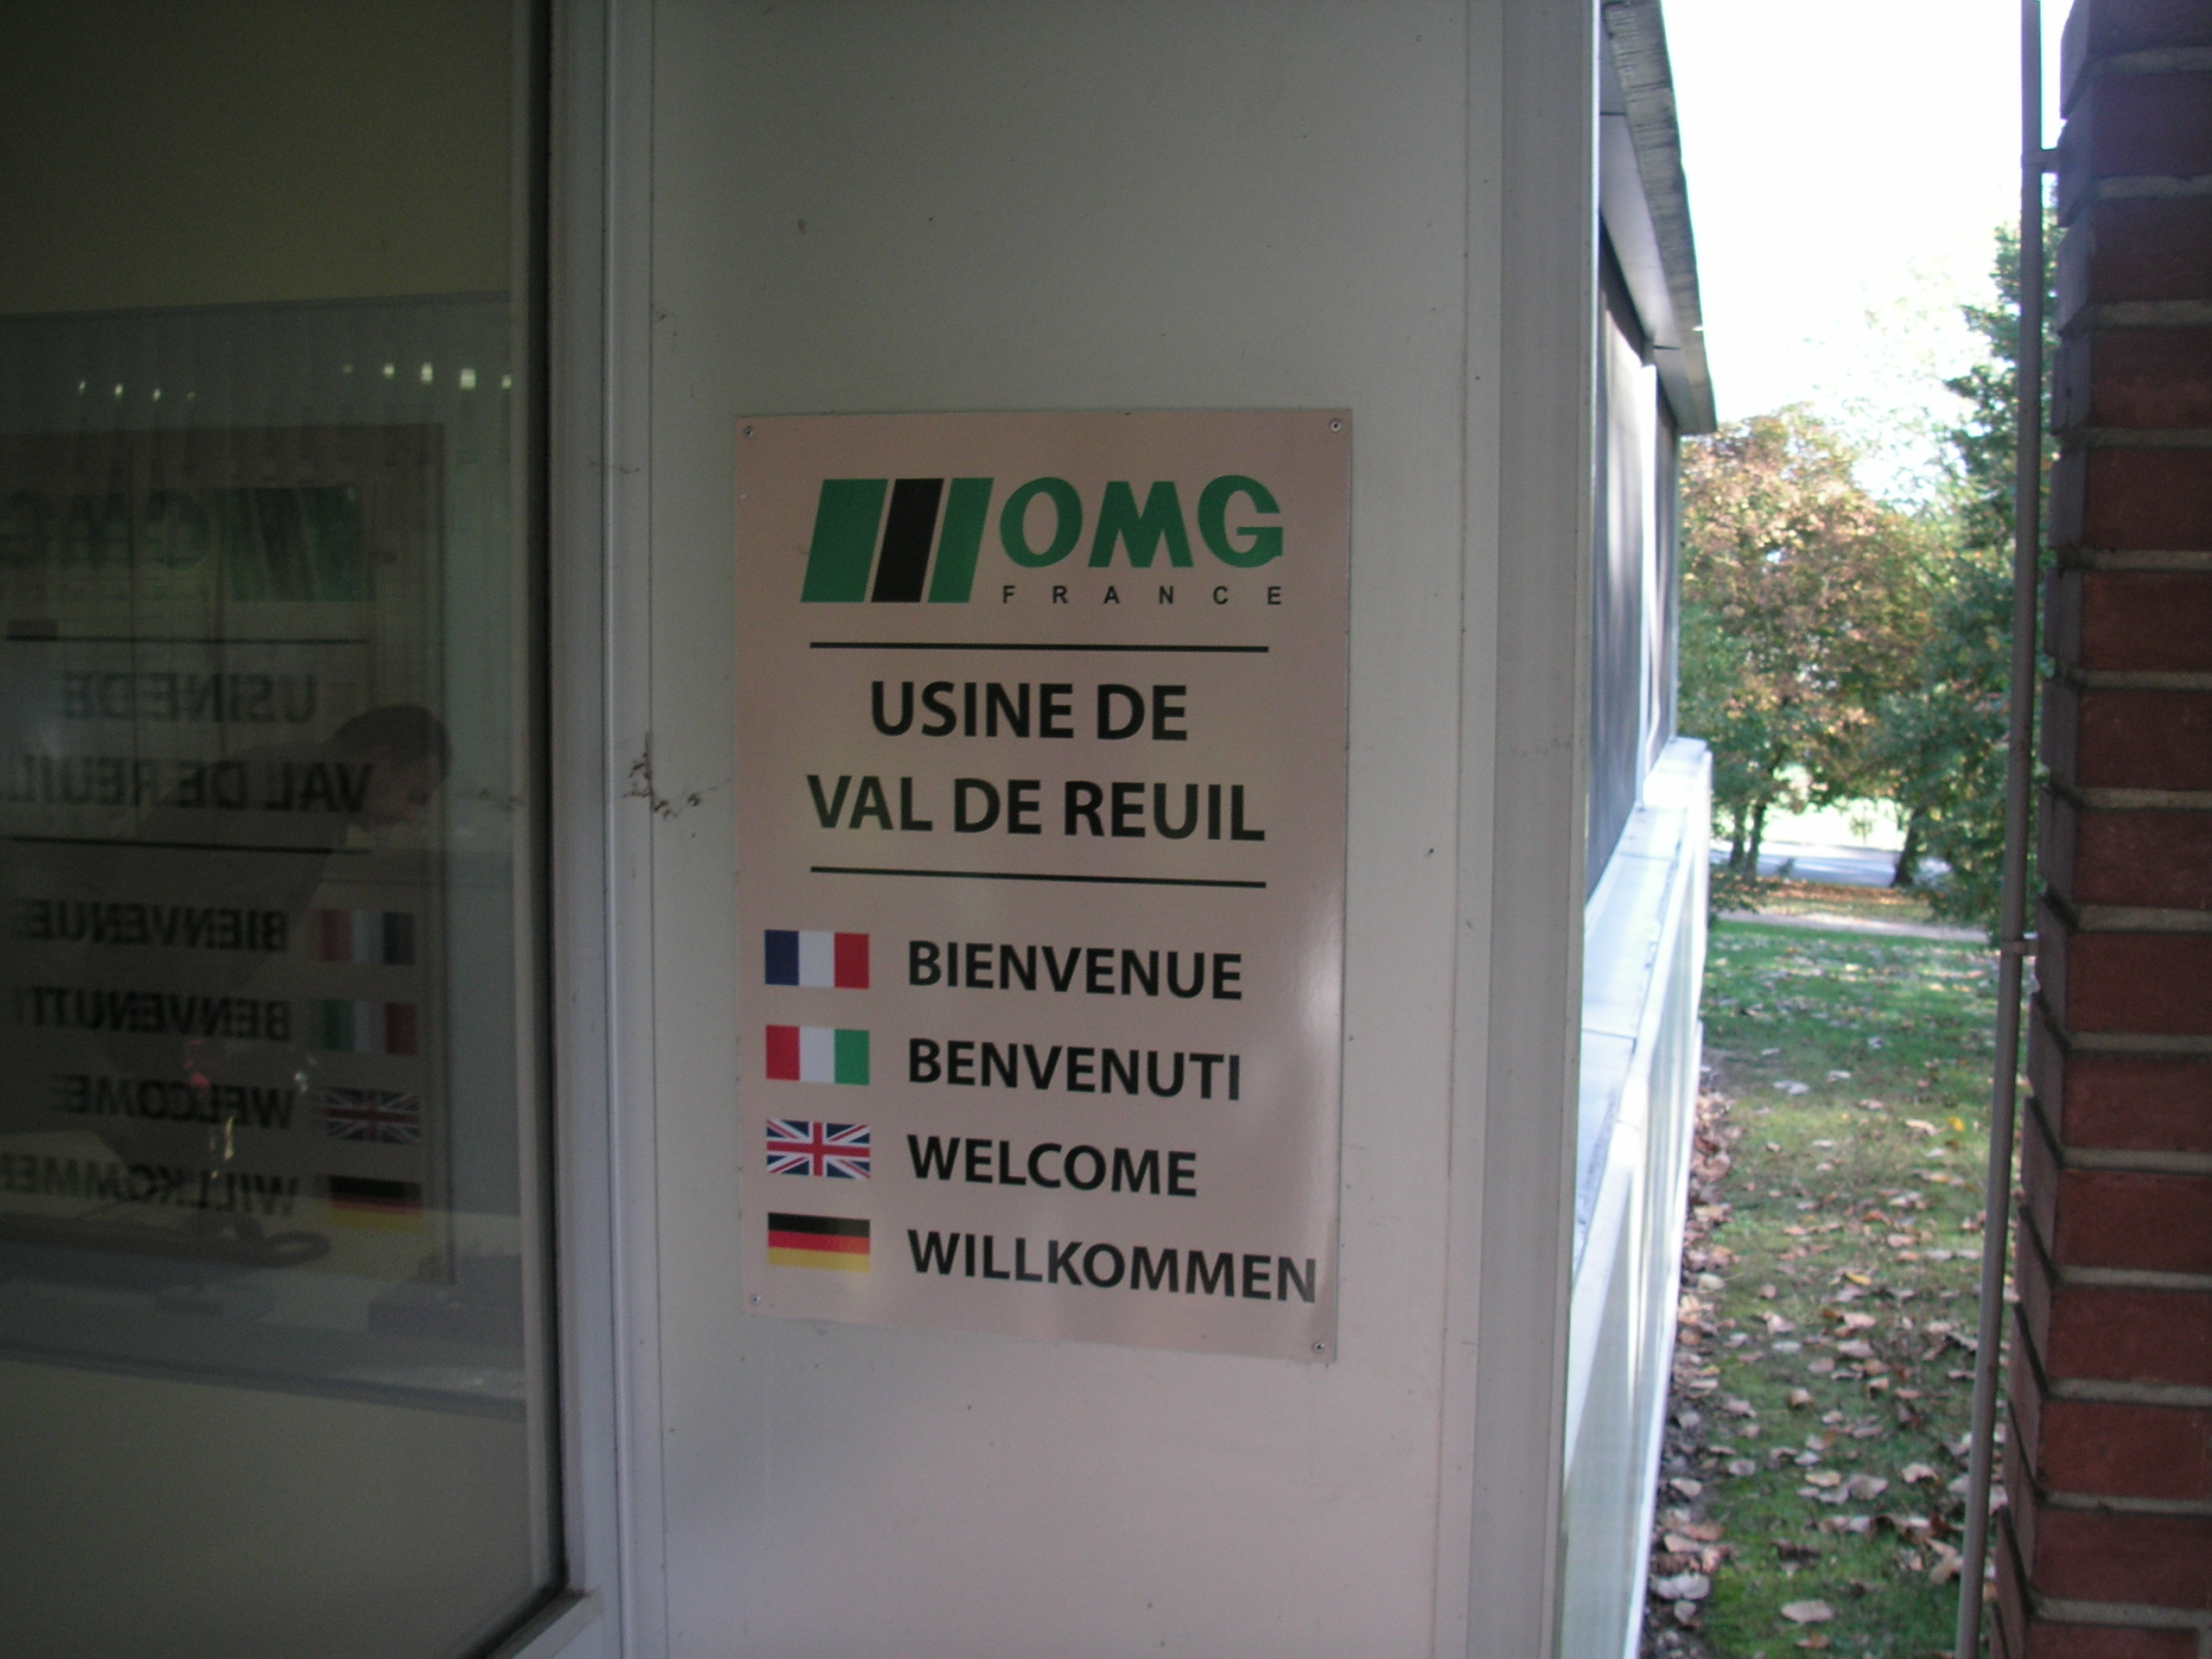 OMG
FRANCE
USINE DE
VAL DE REUIL
BIENVENUE
BENVENUTI
WELCOME
WILLKOMMEN